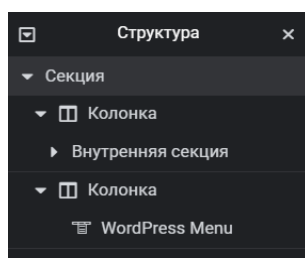 Структура
Секция
Колонка
Внутренняя секция
Колонка
WordPress Menu